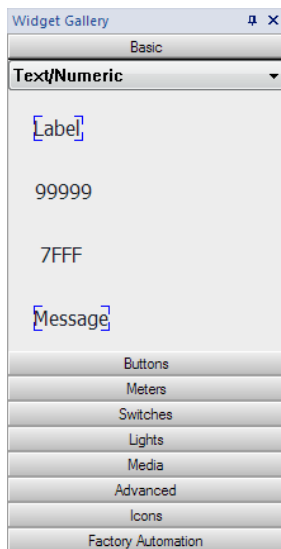 Widget Gallery
Basic
Text/Numeric
Label
99999
7FFF
Message
Buttons
Meters
Switches
Lights
Media
Advanced
Icons
Factory Automation